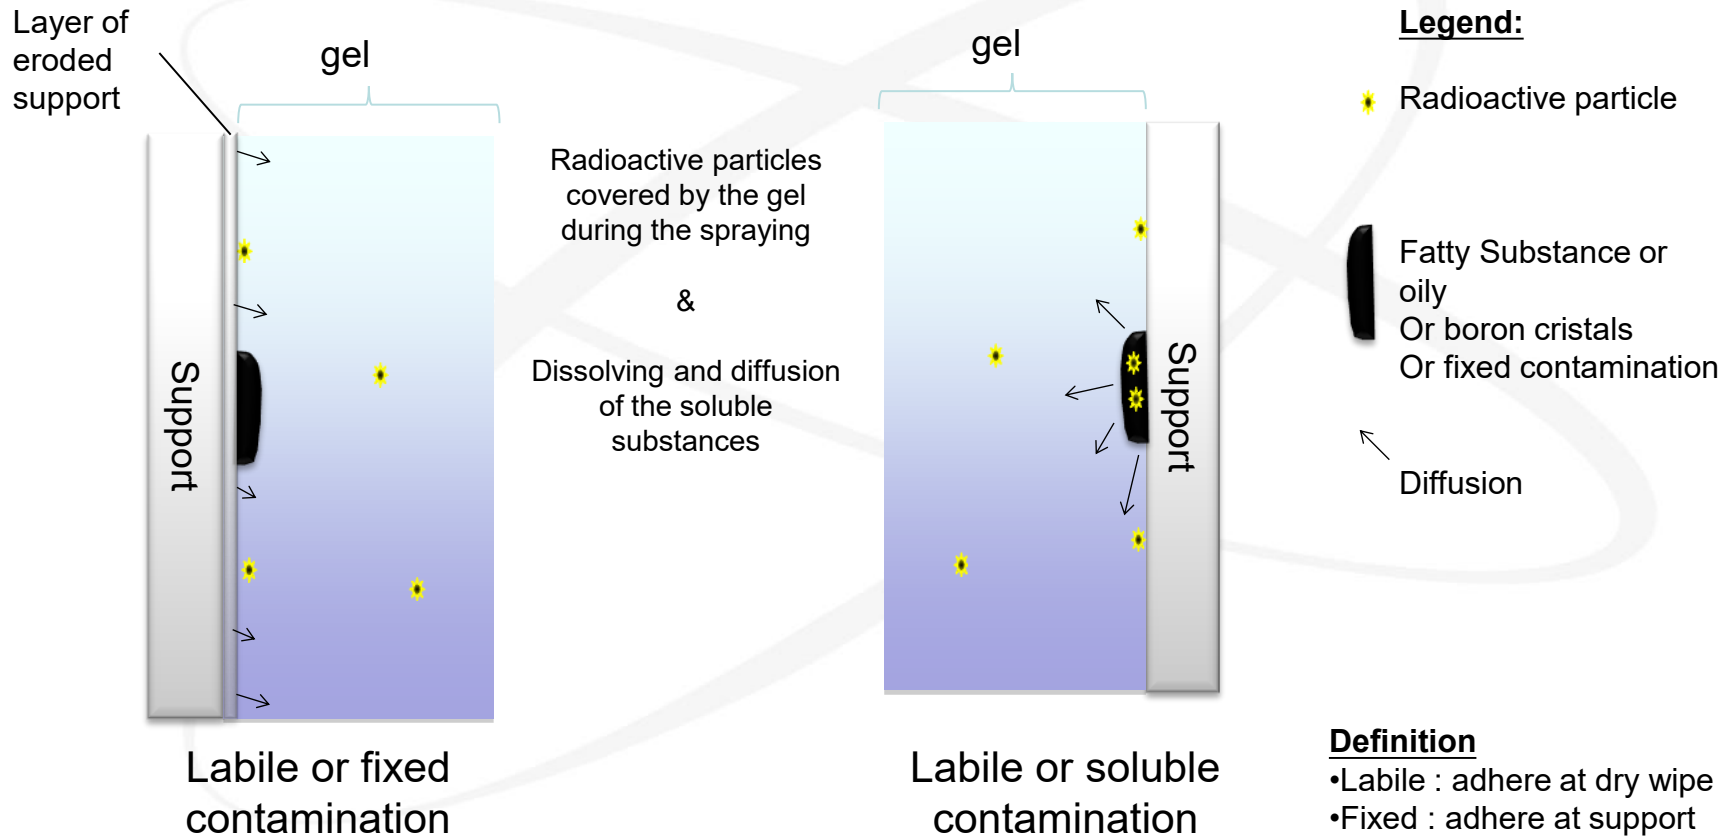 Layer of
eroded
support
gel
Support
Labile or fixed
contamination
Radioactive particles
covered by the gel
during the spraying
&
Dissolving and diffusion
of the soluble
substances
gel
Support
Labile or soluble
contamination
Legend:
Radioactive particle
Fatty Substance or
oily
Or boron cristals
Or fixed contamination
Diffusion
Definition
•Labile : adhere at dry wipe
•Fixed : adhere at support